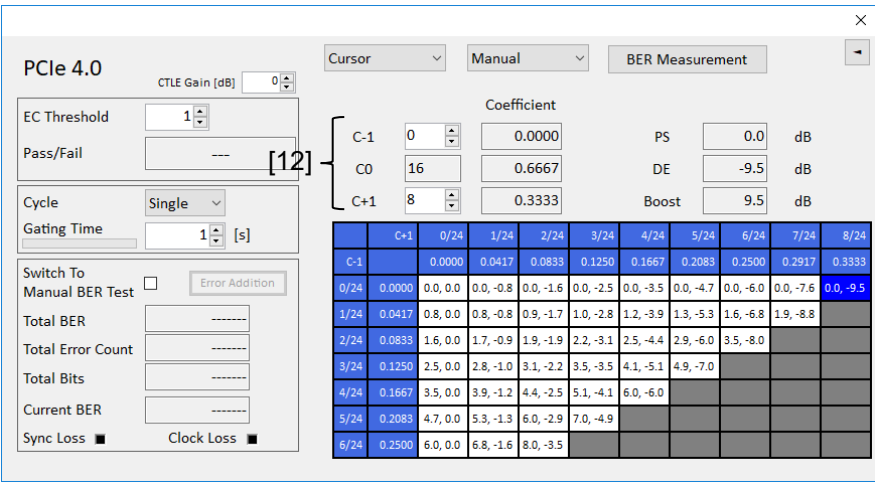 PCIe 4.0
CTLE Gain [dB] 0
Cursor Manual BER Measurement
EC Threshold 1
Pass/Fail ---
Cycle Single
Gating Time 1 [s]
Switch To
Manual BER Test Error Addition
Total BER -------
Total Error Count -------
Total Bits -------
Current BER -------
Sync Loss Clock Loss
[12]
Coefficient
C-1 0 0.0000 PS 0.0 dB
C0 16 0.6667 DE -9.5 dB
C+1 8 0.3333 Boost 9.5 dB
C+1 0/24 1/24 2/24 3/24 4/24 5/24 6/24 7/24 8/24
C-1 0.0000 0.0417 0.0833 0.1250 0.1667 0.2083 0.2500 0.2917 0.3333
0/24 0.0000 0.0, 0.0 0.0, -0.8 0.0, -1.6 0.0, -2.5 0.0, -3.5 0.0, -4.7 0.0, -6.0 0.0, -7.6 0.0, -9.5
1/24 0.0417 0.8, 0.0 0.8, -0.8 0.9, -1.7 1.0, -2.8 1.2, -3.9 1.3, -5.3 1.6, -6.8 1.9, -8.8
2/24 0.0833 1.6, 0.0 1.7, -0.9 1.9, -1.9 2.2, -3.1 2.5, -4.4 2.9, -6.0 3.5, -8.0
3/24 0.1250 2.5, 0.0 2.8, -1.0 3.1, -2.2 3.5, -3.5 4.1, -5.1 4.9, -7.0
4/24 0.1667 3.5, 0.0 3.9, -1.2 4.4, -2.5 5.1, -4.1 6.0, -6.0
5/24 0.2083 4.7, 0.0 5.3, -1.3 6.0, -2.9 7.0, -4.9
6/24 0.2500 6.0, 0.0 6.8, -1.6 8.0, -3.5